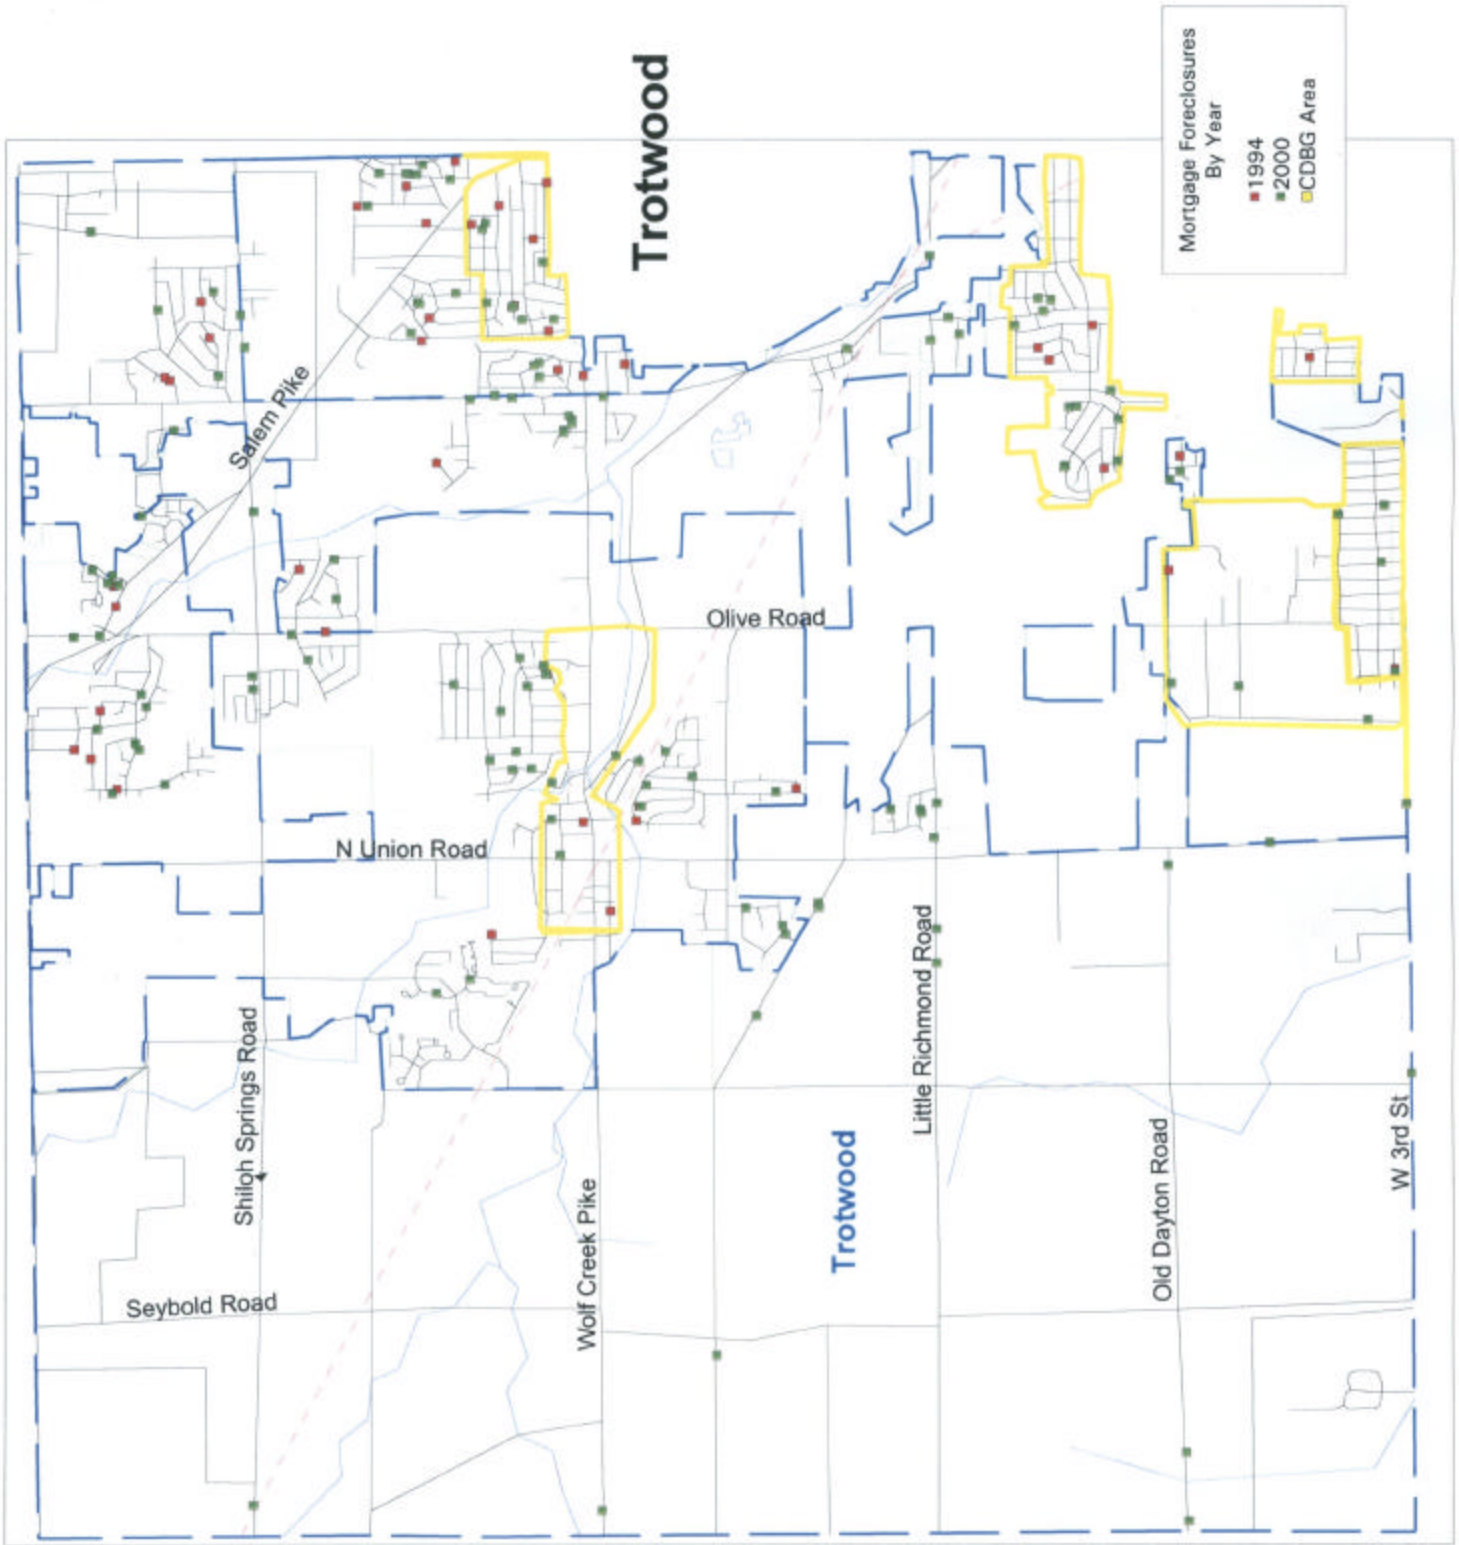 Trotwood
Mortgage Foreclosures
By Year
1994
2000
CDBG Area
Salem Pike
Olive Road
N Union Road
Shiloh Springs Road
Little Richmond Road
Seybold Road
Wolf Creek Pike
Trotwood
Old Dayton Road
W 3rd St